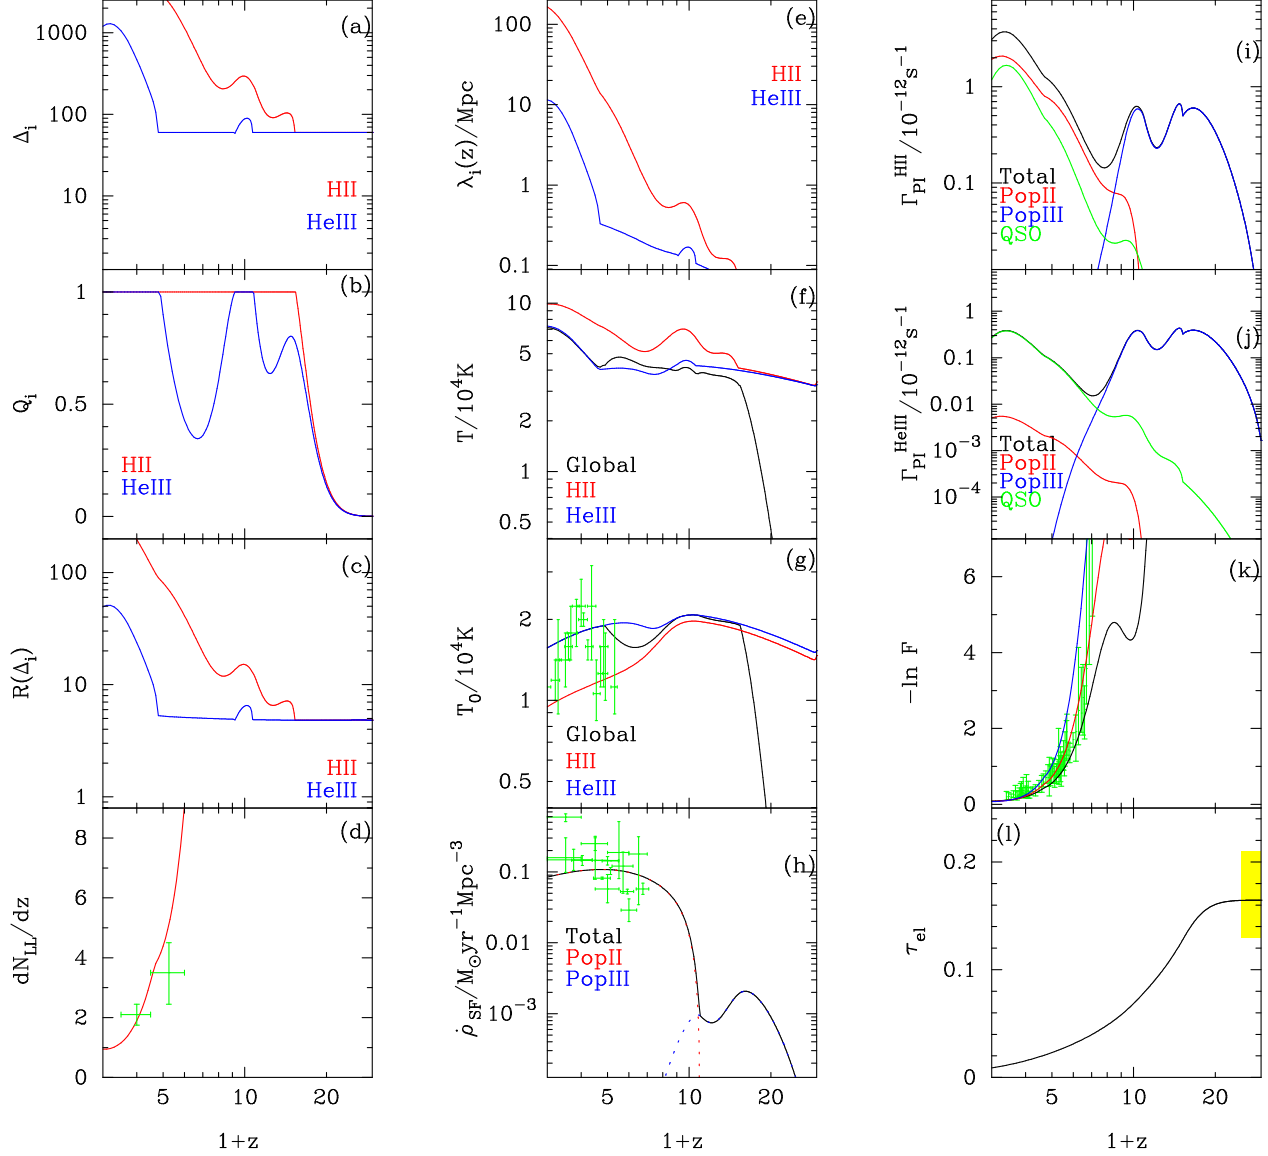 (a)
1000
100
10
Δi
HII
HeIII
(b)
1
0.5
0
Qi
HII
HeIII
(c)
100
10
1
R(Δi)
HII
HeIII
(d)
8
6
4
2
0
dNLL/dz
5 10 20
1+z
(e)
100
10
1
0.1
λi(z)/Mpc
HII
HeIII
(f)
10
5
2
1
0.5
T/10⁴K
Global
HII
HeIII
(g)
2
1
0.5
T0/10⁴K
Global
HII
HeIII
(h)
0.1
0.01
10⁻³
ρ̇SF/M⊙yr⁻¹Mpc⁻³
Total
PopII
PopIII
5 10 20
1+z
(i)
1
0.1
ΓPI^HII/10⁻¹²s⁻¹
Total
PopII
PopIII
QSO
(j)
1
0.1
0.01
10⁻³
10⁻⁴
ΓPI^HeIII/10⁻¹²s⁻¹
Total
PopII
PopIII
QSO
(k)
6
4
2
0
−ln F
(l)
0.2
0.1
0
τel
5 10 20
1+z